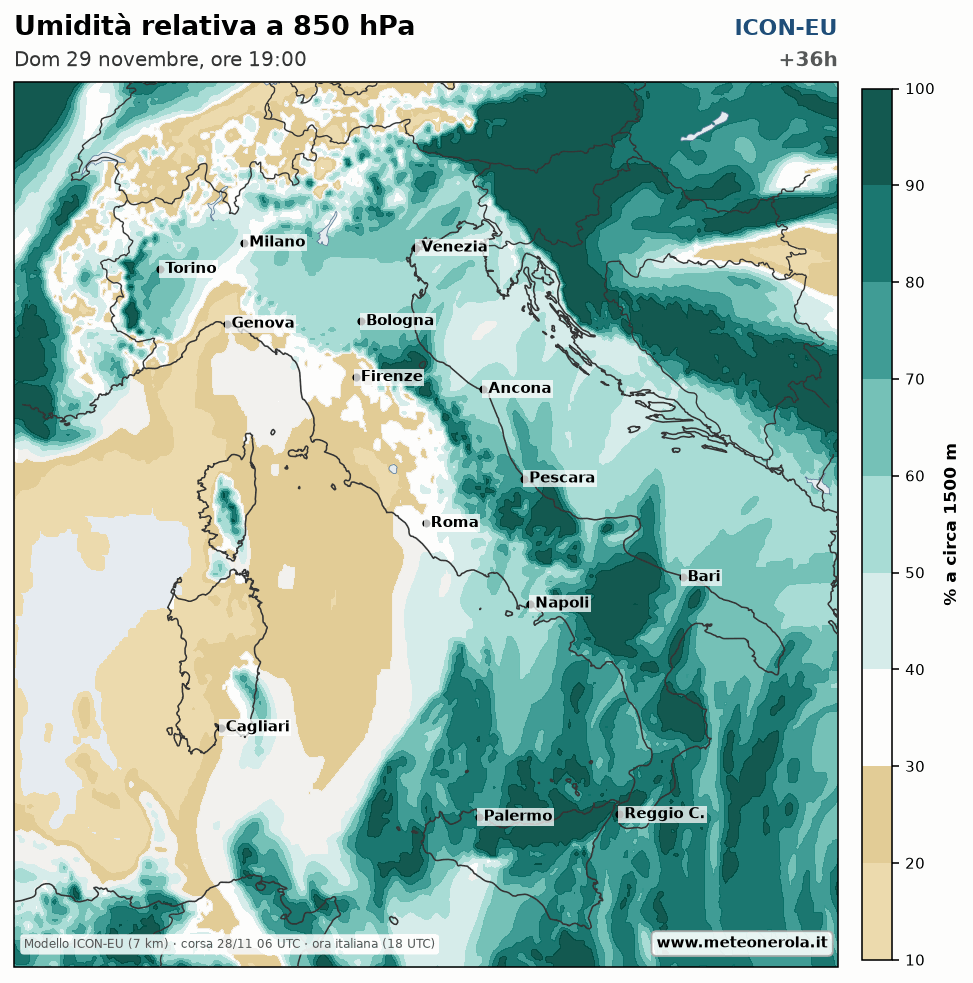 Umidità relativa a 850 hPa
ICON-EU
Dom 29 novembre, ore 19:00
+36h
100
90
80
70
60
50
40
30
20
10
% a circa 1500 m
Milano
Venezia
Torino
Bologna
Genova
Firenze
Ancona
Pescara
Roma
Bari
Napoli
Cagliari
Palermo
Reggio C.
Modello ICON-EU (7 km) · corsa 28/11 06 UTC · ora italiana (18 UTC)
www.meteonerola.it